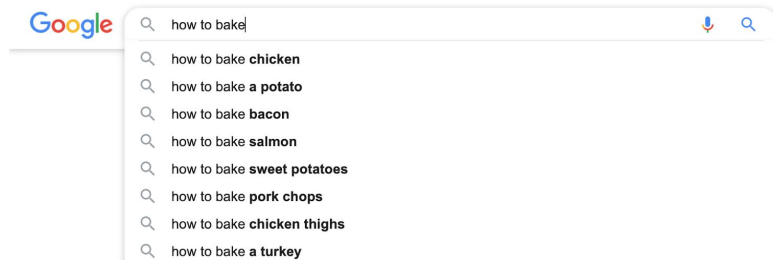 Google
how to bake
how to bake chicken
how to bake a potato
how to bake bacon
how to bake salmon
how to bake sweet potatoes
how to bake pork chops
how to bake chicken thighs
how to bake a turkey